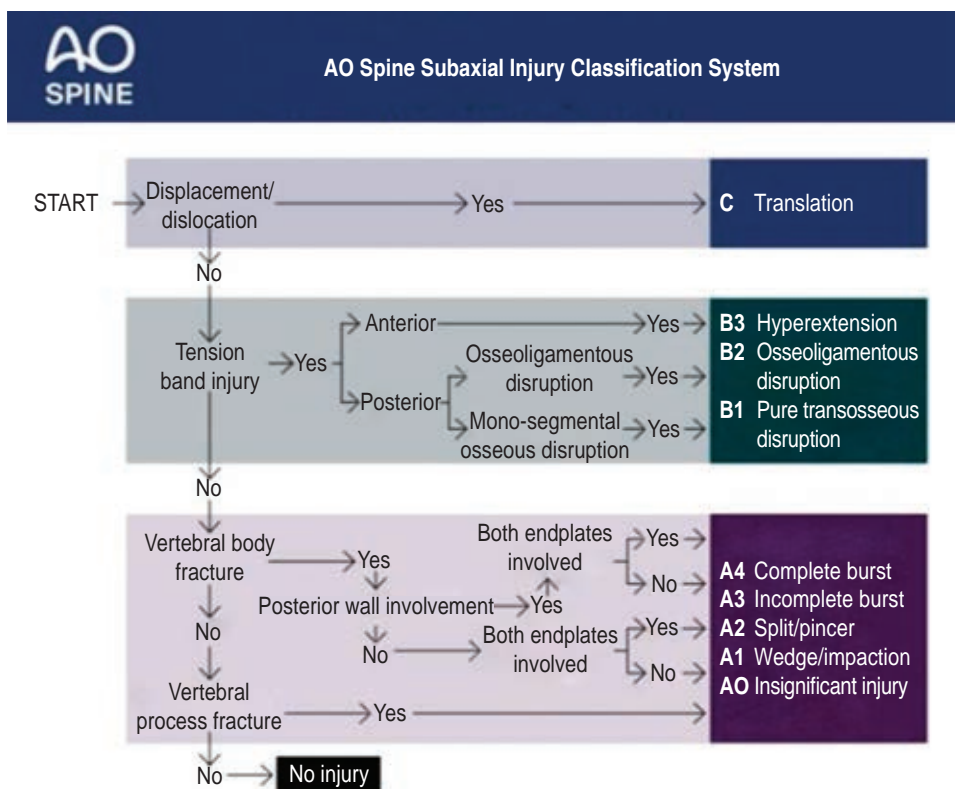 AO
SPINE
AO Spine Subaxial Injury Classification System
START
Displacement/
dislocation
Yes
C Translation
No
Tension
band injury
Yes
Anterior
Yes
B3 Hyperextension
Posterior
Osseoligamentous
disruption
Yes
B2 Osseoligamentous
disruption
Mono-segmental
osseous disruption
Yes
B1 Pure transosseous
disruption
No
Vertebral body
fracture
Yes
Posterior wall involvement
Yes
Both endplates
involved
Yes
No
No
Both endplates
involved
Yes
No
A4 Complete burst
A3 Incomplete burst
A2 Split/pincer
A1 Wedge/impaction
AO Insignificant injury
No
Vertebral
process fracture
Yes
No
No injury